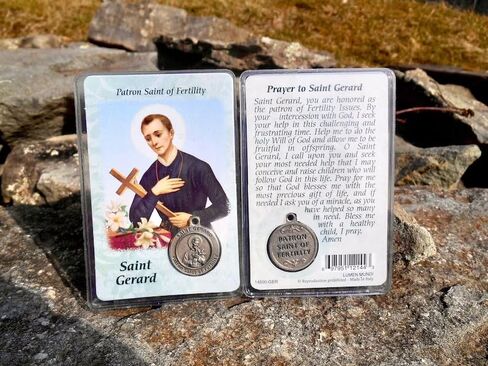 Patron Saint of Fertility
Saint
Gerard
Prayer to Saint Gerard
Saint Gerard, you are honored as
the patron of Fertility Issues. By
your intercession with God, I seek
your help in this challenging and
frustrating time. Help me to do the
holy Will of God and allow me to be
fruitful in offspring. O Saint
Gerard, I call upon you and seek
your most needed help that I may
conceive and raise children who will
follow God in this life. Pray for me
so that God blesses me with the
most precious gift of life, and if
needed I ask you of a miracle, as you
have helped so many
in need. Bless me
with a healthy
child, I pray.
Amen
PATRON
SAINT OF
FERTILITY
LUMEN MUNDI
© Reproduction prohibited - Made in Italy